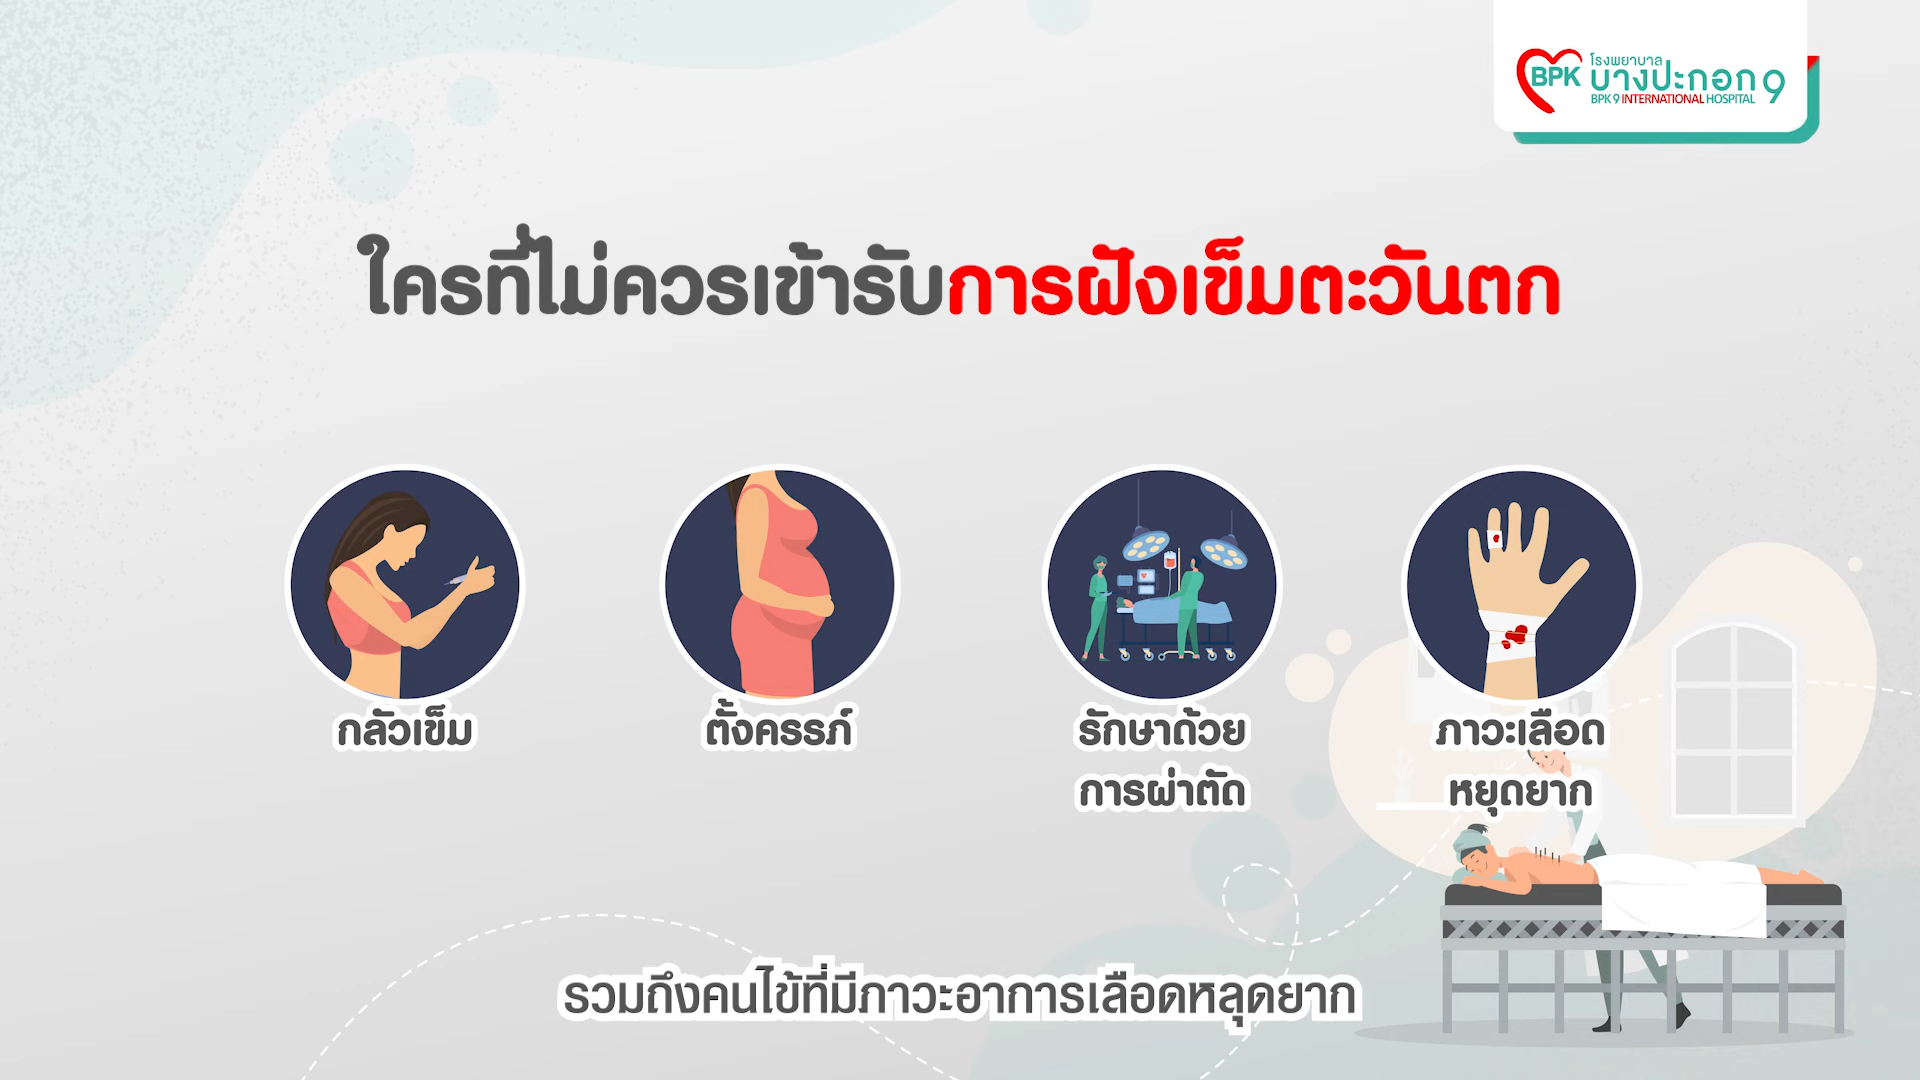 BPK
โรงพยาบาล
บางปะกอก 9
BPK 9 INTERNATIONAL HOSPITAL
ใครที่ไม่ควรเข้ารับการฝังเข็มตะวันตก
กลัวเข็ม
ตั้งครรภ์
รักษาด้วย
การผ่าตัด
ภาวะเลือด
หยุดยาก
รวมถึงคนไข้ที่มีภาวะอาการเลือดหลุดยาก